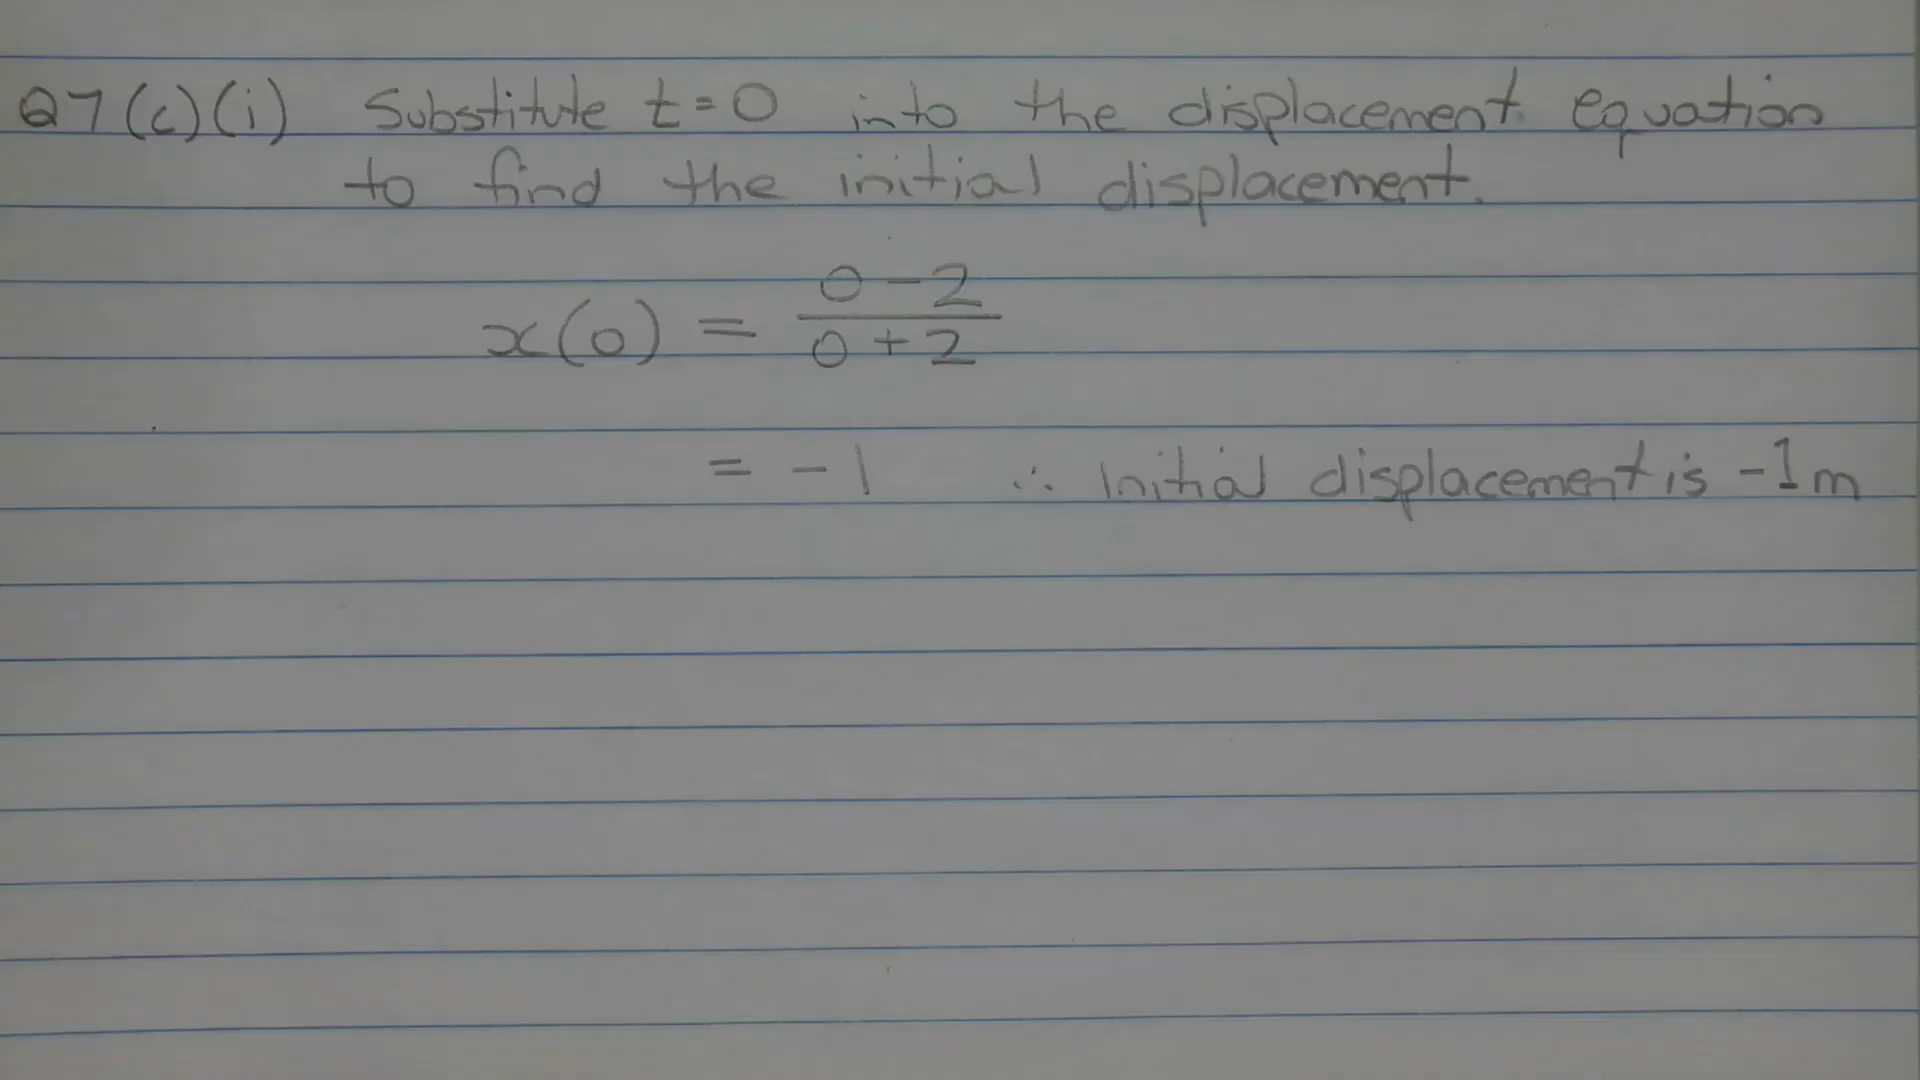 Q7(c)(i) Substitute t=0 into the displacement equation
to find the initial displacement.
x(0) = \frac{0-2}{0+2}
= -1 ∴ Initial displacement is -1m